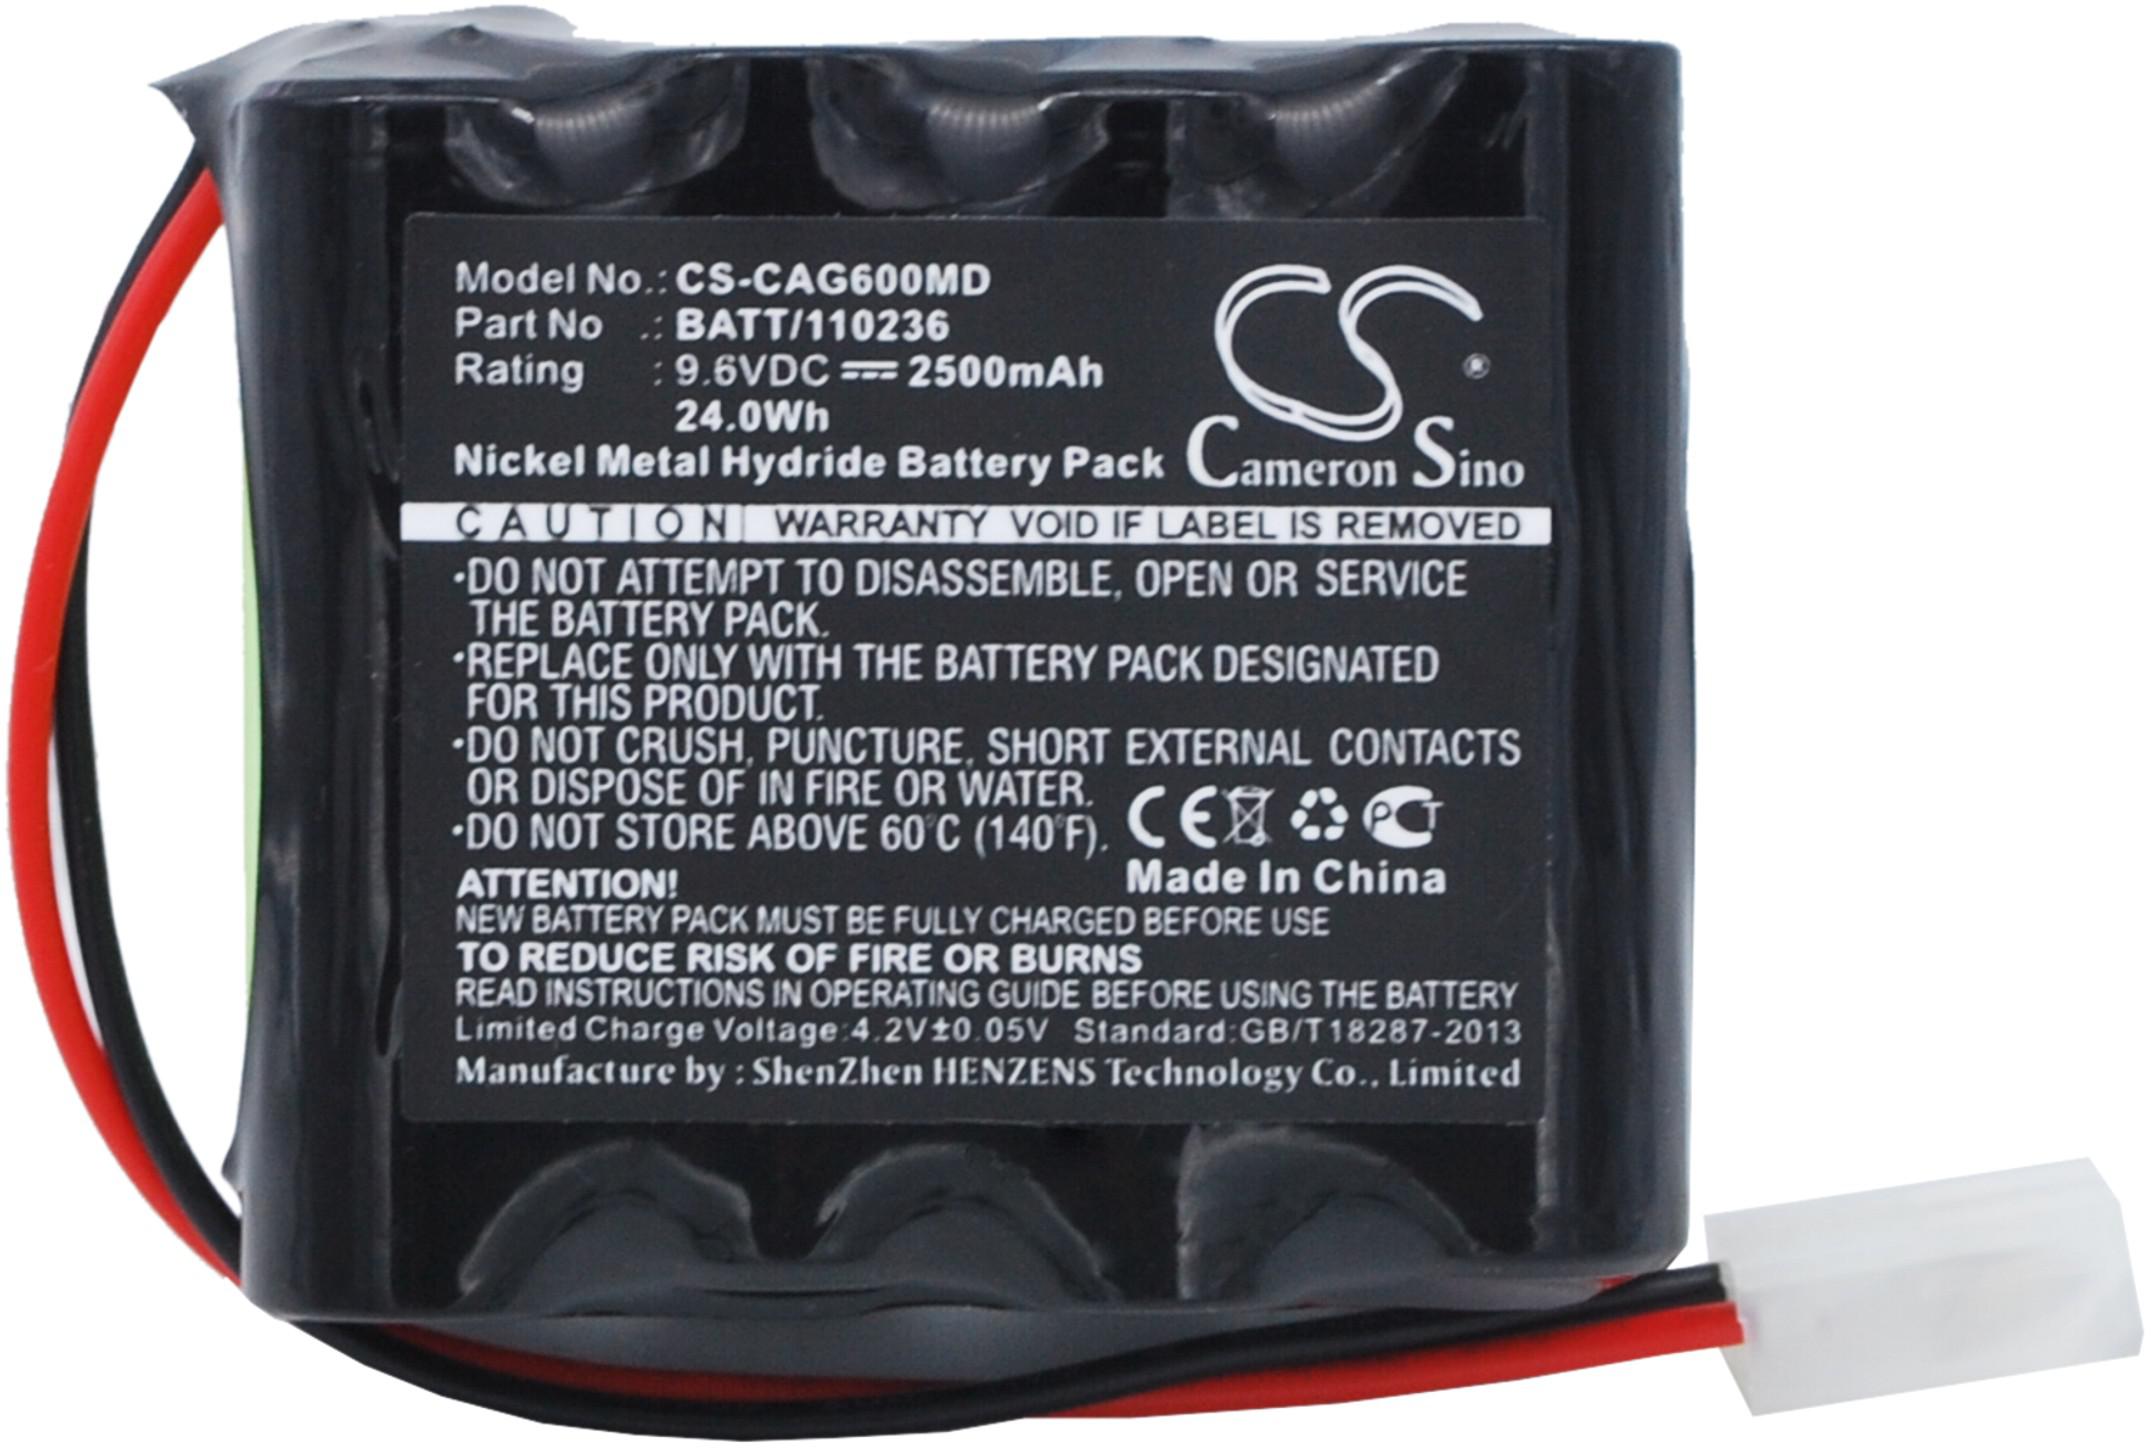 Model No.: CS-CAG600MD
Part No .: BATT/110236
Rating : 9.6VDC 2500mAh
24.0Wh
Nickel Metal Hydride Battery Pack
CS ®
Cameron Sino
CAUTION WARRANTY VOID IF LABEL IS REMOVED
•DO NOT ATTEMPT TO DISASSEMBLE, OPEN OR SERVICE
THE BATTERY PACK.
•REPLACE ONLY WITH THE BATTERY PACK DESIGNATED
FOR THIS PRODUCT.
•DO NOT CRUSH, PUNCTURE, SHORT EXTERNAL CONTACTS
OR DISPOSE OF IN FIRE OR WATER.
•DO NOT STORE ABOVE 60°C (140°F).
CE PCT
Made In China
ATTENTION!
NEW BATTERY PACK MUST BE FULLY CHARGED BEFORE USE
TO REDUCE RISK OF FIRE OR BURNS
READ INSTRUCTIONS IN OPERATING GUIDE BEFORE USING THE BATTERY
Limited Charge Voltage:4.2V±0.05V Standard:GB/T18287-2013
Manufacture by : ShenZhen HENZENS Technology Co., Limited